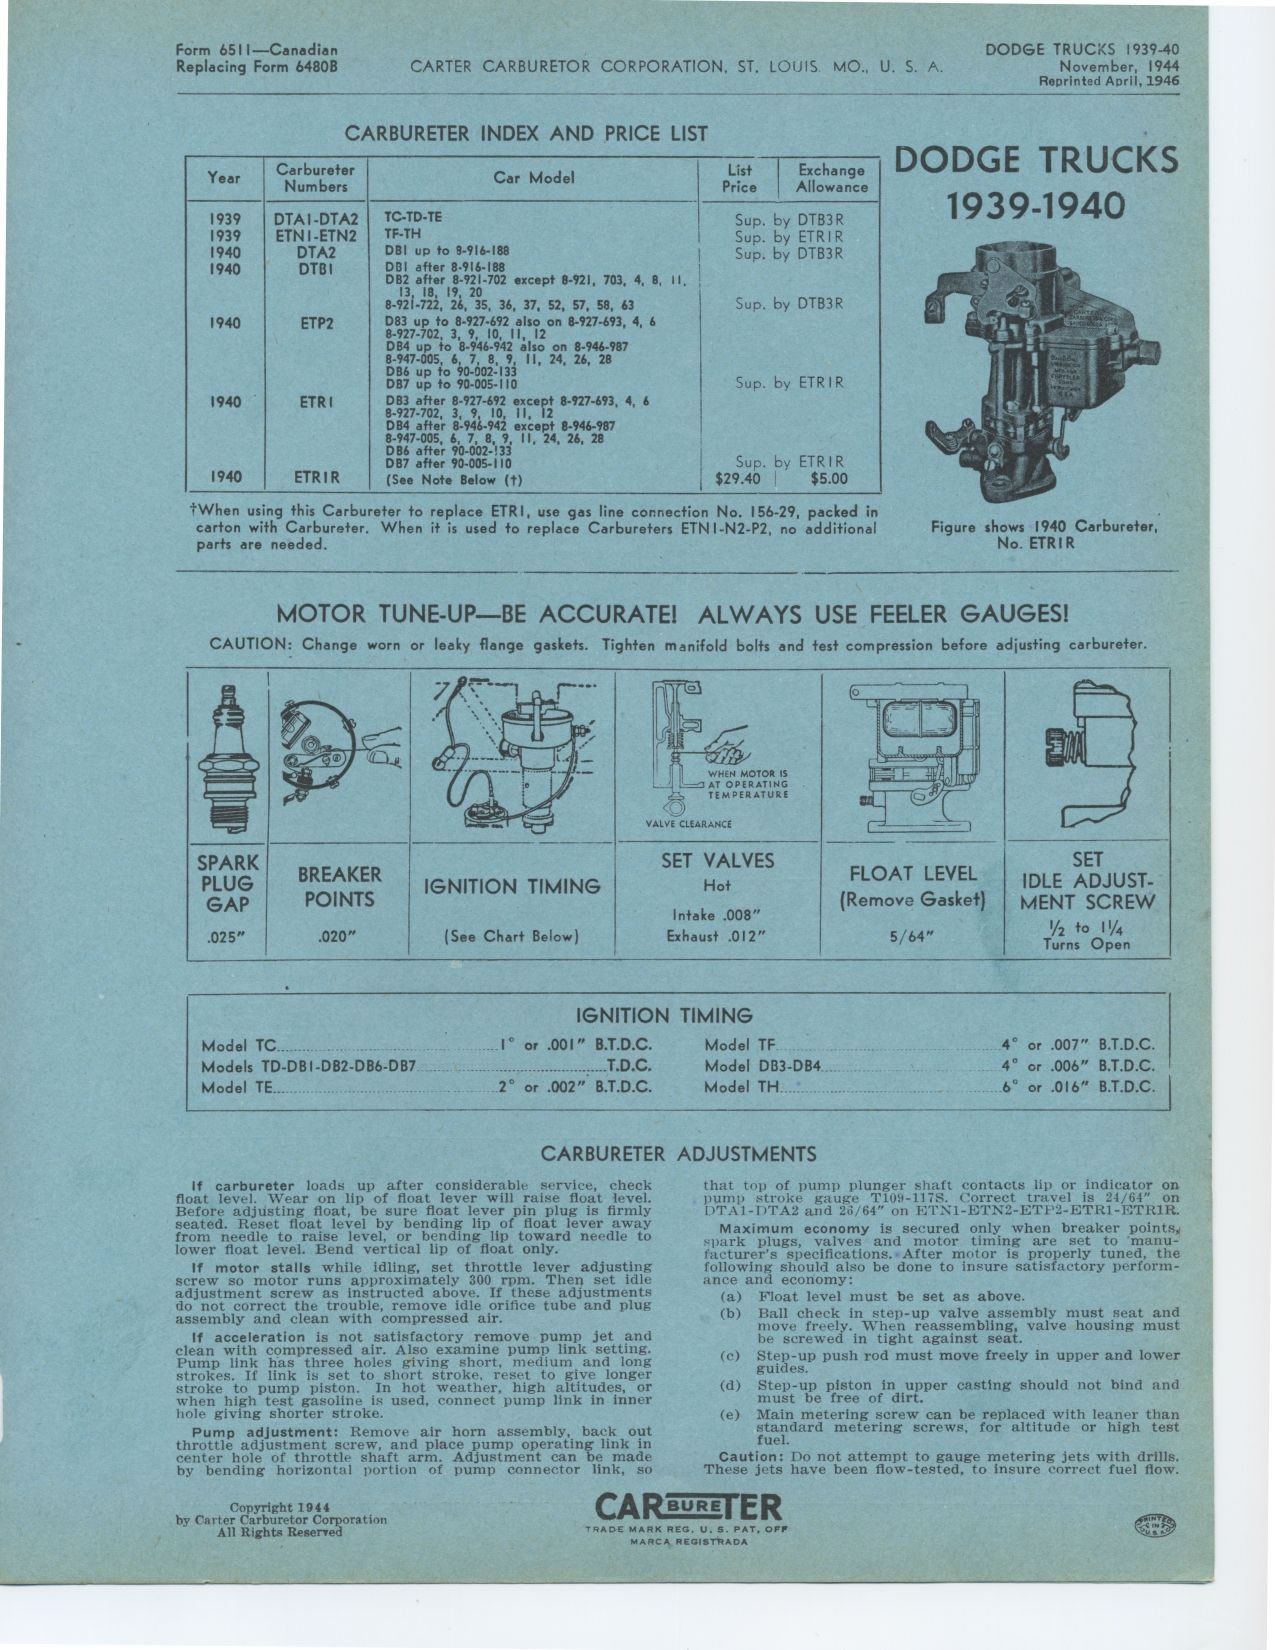 Form 6511—Canadian
Replacing Form 6480B
CARTER CARBURETOR CORPORATION, ST. LOUIS MO., U. S. A.
DODGE TRUCKS 1939-40
November, 1944
Reprinted April, 1946
CARBURETER INDEX AND PRICE LIST
Year Carbureter Numbers Car Model List Price Exchange Allowance
1939 DTA1-DTA2 TC-TD-TE Sup. by DTB3R
1939 ETN1-ETN2 TF-TH Sup. by ETR1R
1940 DTA2 DB1 up to 8-916-188 Sup. by DTB3R
1940 DTB1 DB1 after 8-916-188
DB2 after 8-921-702 except 8-921, 703, 4, 8, 11,
13, 18, 19, 20
8-921-722, 26, 35, 36, 37, 52, 57, 58, 63 Sup. by DTB3R
1940 ETP2 DB3 up to 8-927-692 also on 8-927-693, 4, 6
8-927-702, 3, 9, 10, 11, 12
DB4 up to 8-946-942 also on 8-946-987
8-947-005, 6, 7, 8, 9, 11, 24, 26, 28
DB6 up to 90-002-133
DB7 up to 90-005-110 Sup. by ETR1R
1940 ETR1 DB3 after 8-927-692 except 8-927-693, 4, 6
8-927-702, 3, 9, 10, 11, 12
DB4 after 8-946-942 except 8-946-987
8-947-005, 6, 7, 8, 9, 11, 24, 26, 28
DB6 after 90-002-133
DB7 after 90-005-110 Sup. by ETR1R
1940 ETR1R (See Note Below (†) $29.40 $5.00
†When using this Carbureter to replace ETR1, use gas line connection No. 156-29, packed in
carton with Carbureter. When it is used to replace Carbureters ETN1-N2-P2, no additional
parts are needed.
DODGE TRUCKS
1939-1940
Figure shows 1940 Carbureter,
No. ETR1R
MOTOR TUNE-UP—BE ACCURATE! ALWAYS USE FEELER GAUGES!
CAUTION: Change worn or leaky flange gaskets. Tighten manifold bolts and test compression before adjusting carbureter.
WHEN MOTOR IS
AT OPERATING
TEMPERATURE
VALVE CLEARANCE
SPARK
PLUG
GAP
.025"
BREAKER
POINTS
.020"
IGNITION TIMING
(See Chart Below)
SET VALVES
Hot
Intake .008"
Exhaust .012"
FLOAT LEVEL
(Remove Gasket)
5/64"
SET
IDLE ADJUST-
MENT SCREW
½ to 1¼
Turns Open
IGNITION TIMING
Model TC 1° or .001" B.T.D.C.
Models TD-DB1-DB2-DB6-DB7 T.D.C.
Model TE 2° or .002" B.T.D.C.
Model TF 4° or .007" B.T.D.C.
Model DB3-DB4 4° or .006" B.T.D.C.
Model TH 6° or .016" B.T.D.C.
CARBURETER ADJUSTMENTS
If carbureter loads up after considerable service, check
float level. Wear on lip of float lever will raise float level.
Before adjusting float, be sure float lever pin plug is firmly
seated. Reset float level by bending lip of float lever away
from needle to raise level, or bending lip toward needle to
lower float level. Bend vertical lip of float only.
If motor stalls while idling, set throttle lever adjusting
screw so motor runs approximately 300 rpm. Then set idle
adjustment screw as instructed above. If these adjustments
do not correct the trouble, remove idle orifice tube and plug
assembly and clean with compressed air.
If acceleration is not satisfactory remove pump jet and
clean with compressed air. Also examine pump link setting.
Pump link has three holes giving short, medium and long
strokes. If link is set to short stroke, reset to give longer
stroke to pump piston. In hot weather, high altitudes, or
when high test gasoline is used, connect pump link in inner
hole giving shorter stroke.
Pump adjustment: Remove air horn assembly, back out
throttle adjustment screw, and place pump operating link in
center hole of throttle shaft arm. Adjustment can be made
by bending horizontal portion of pump connector link, so
that top of pump plunger shaft contacts lip or indicator on
pump stroke gauge T109-117S. Correct travel is 24/64" on
DTA1-DTA2 and 26/64" on ETN1-ETN2-ETP2-ETR1-ETR1R.
Maximum economy is secured only when breaker points,
spark plugs, valves and motor timing are set to manu-
facturer's specifications. After motor is properly tuned, the
following should also be done to insure satisfactory perform-
ance and economy:
(a) Float level must be set as above.
(b) Ball check in step-up valve assembly must seat and
move freely. When reassembling, valve housing must
be screwed in tight against seat.
(c) Step-up push rod must move freely in upper and lower
guides.
(d) Step-up piston in upper casting should not bind and
must be free of dirt.
(e) Main metering screw can be replaced with leaner than
standard metering screws, for altitude or high test
fuel.
Caution: Do not attempt to gauge metering jets with drills.
These jets have been flow-tested, to insure correct fuel flow.
Copyright 1944
by Carter Carburetor Corporation
All Rights Reserved
CARBURETER
TRADE MARK REG. U. S. PAT. OFF
MARCA REGISTRADA
PRINTED
IN
U.S.A.